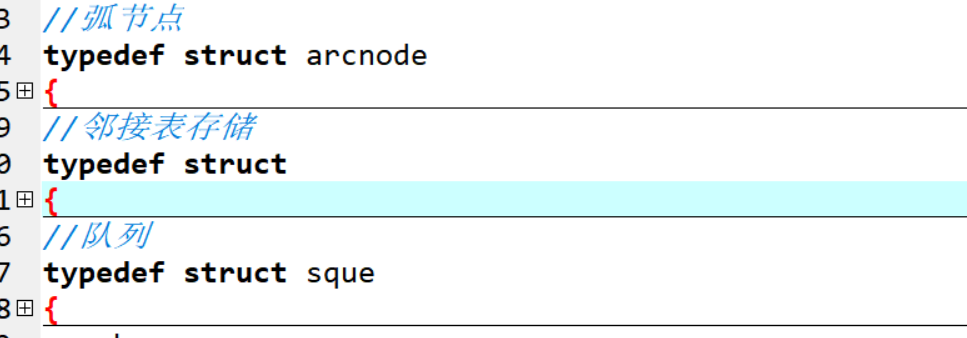 3 //弧节点
4 typedef struct arcnode
5 {
9 //邻接表存储
0 typedef struct
1 {
6 //队列
7 typedef struct sque
8 {